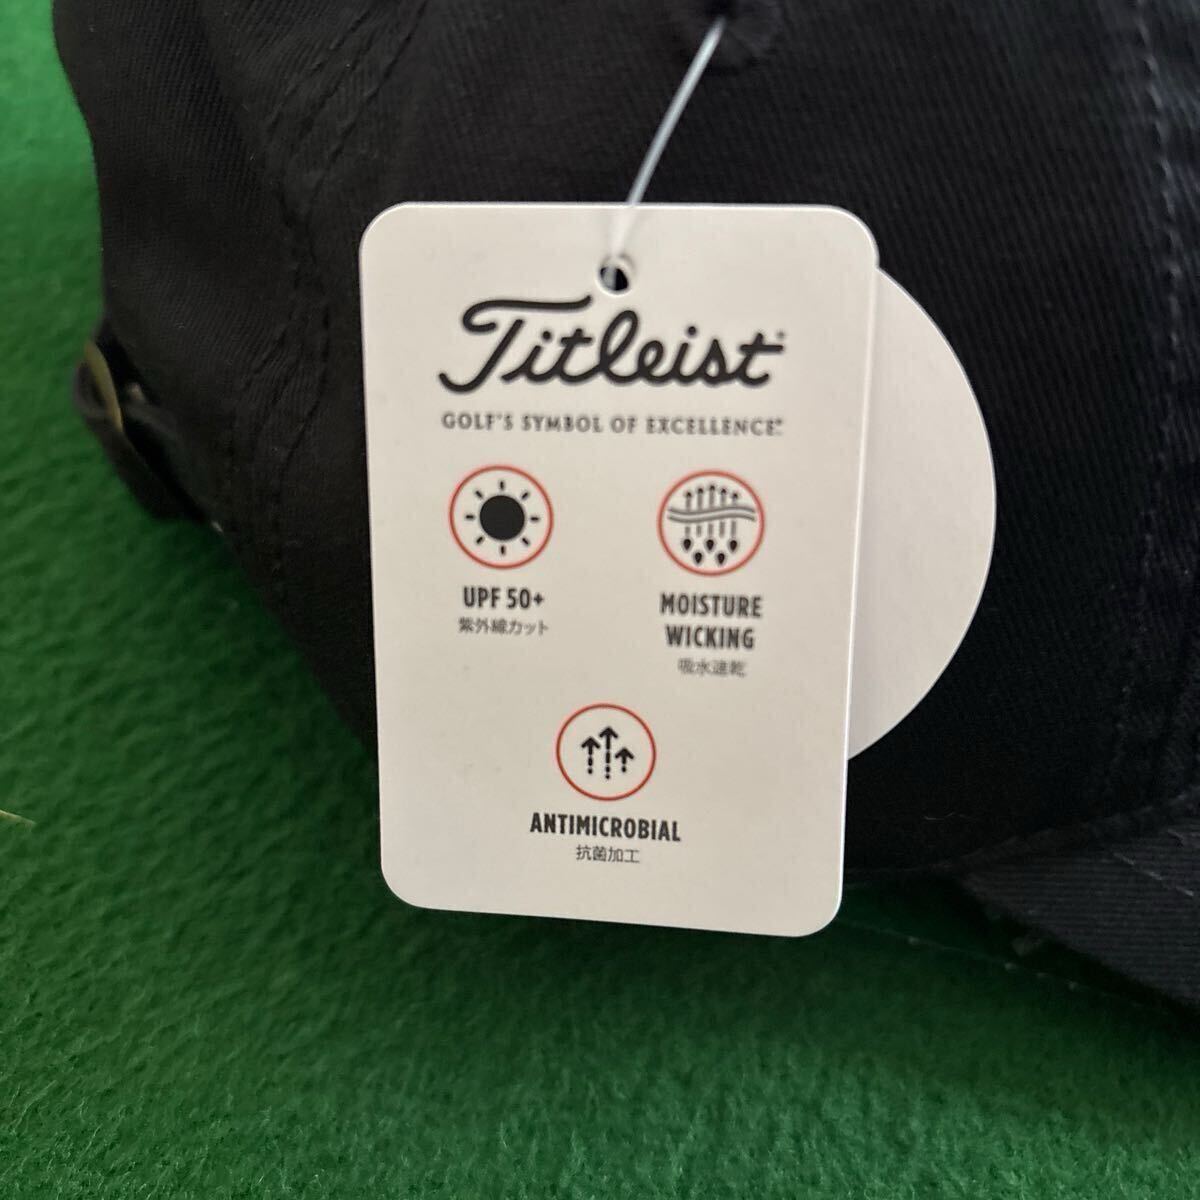 Titleist
GOLF'S SYMBOL OF EXCELLENCE
UPF 50+
紫外線カット
MOISTURE
WICKING
吸水速乾
ANTIMICROBIAL
抗菌加工